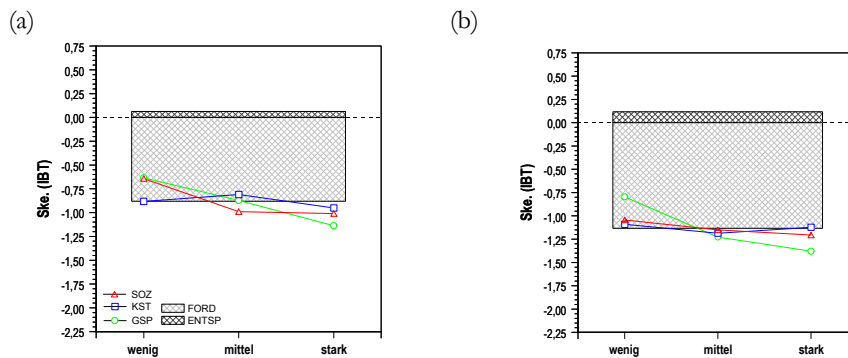 (a)
(b)
0,75
0,50
0,25
0,00
-0,25
-0,50
-0,75
-1,00
-1,25
-1,50
-1,75
-2,00
-2,25
Ske. (IBT)
SOZ
KST
GSP
FORD
ENTSP
wenig mittel stark
0,75
0,50
0,25
0,00
-0,25
-0,50
-0,75
-1,00
-1,25
-1,50
-1,75
-2,00
-2,25
Ske. (IBT)
wenig mittel stark